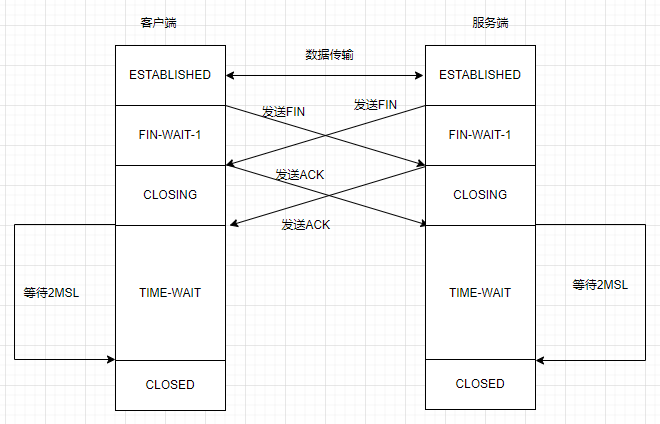 客户端
服务端
数据传输
ESTABLISHED
ESTABLISHED
发送FIN
发送FIN
FIN-WAIT-1
FIN-WAIT-1
发送ACK
CLOSING
CLOSING
发送ACK
等待2MSL
TIME-WAIT
TIME-WAIT
等待2MSL
CLOSED
CLOSED